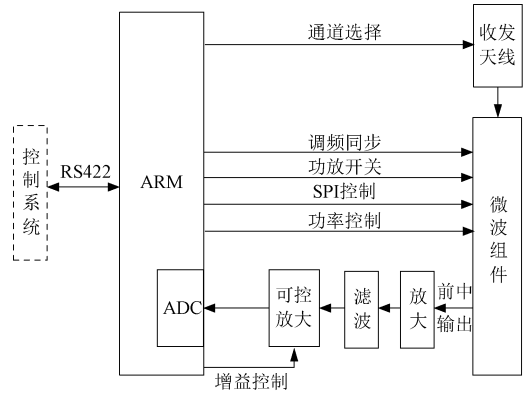 通道选择
收发
天线
控制系统
RS422
ARM
调频同步
功放开关
SPI控制
功率控制
微波组件
ADC
可控
放大
滤波
放大
前中
输出
增益控制